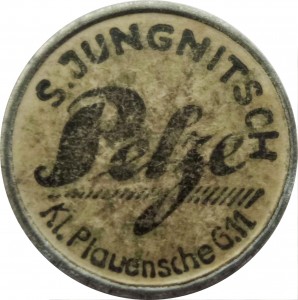 S. JUNGNITSCH
Pelze
Kl. Plauensche G. 11